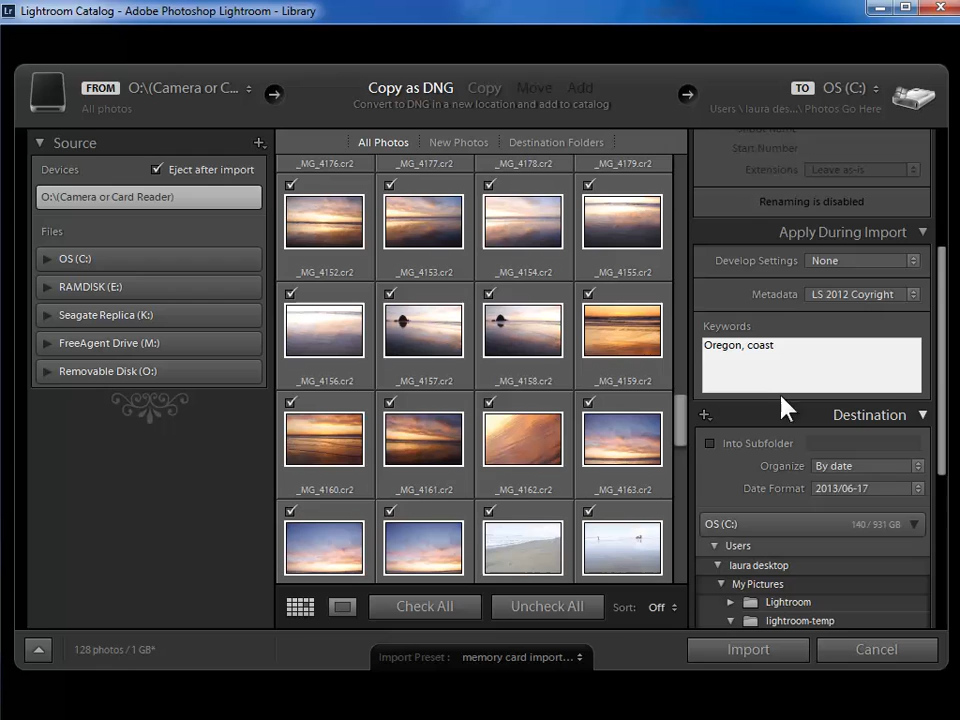 Lr Lightroom Catalog - Adobe Photoshop Lightroom - Library
FROM O:\(Camera or C...
All photos
Copy as DNG Copy Move Add
Convert to DNG in a new location and add to catalog
TO OS (C:)
Users \ laura des...\ Photos Go Here
Source
Devices Eject after import
O:\(Camera or Card Reader)
Files
OS (C:)
RAMDISK (E:)
Seagate Replica (K:)
FreeAgent Drive (M:)
Removable Disk (O:)
All Photos New Photos Destination Folders
_MG_4176.cr2 _MG_4177.cr2 _MG_4178.cr2 _MG_4179.cr2
_MG_4152.cr2 _MG_4153.cr2 _MG_4154.cr2 _MG_4155.cr2
_MG_4156.cr2 _MG_4157.cr2 _MG_4158.cr2 _MG_4159.cr2
_MG_4160.cr2 _MG_4161.cr2 _MG_4162.cr2 _MG_4163.cr2
Check All Uncheck All Sort: Off
Start Number
Extensions Leave as-is
Renaming is disabled
Apply During Import
Develop Settings None
Metadata LS 2012 Coyright
Keywords
Oregon, coast
Destination
Into Subfolder
Organize By date
Date Format 2013/06-17
OS (C:) 140 / 931 GB
Users
laura desktop
My Pictures
Lightroom
lightroom-temp
128 photos / 1 GB*
Import Preset: memory card import...
Import Cancel